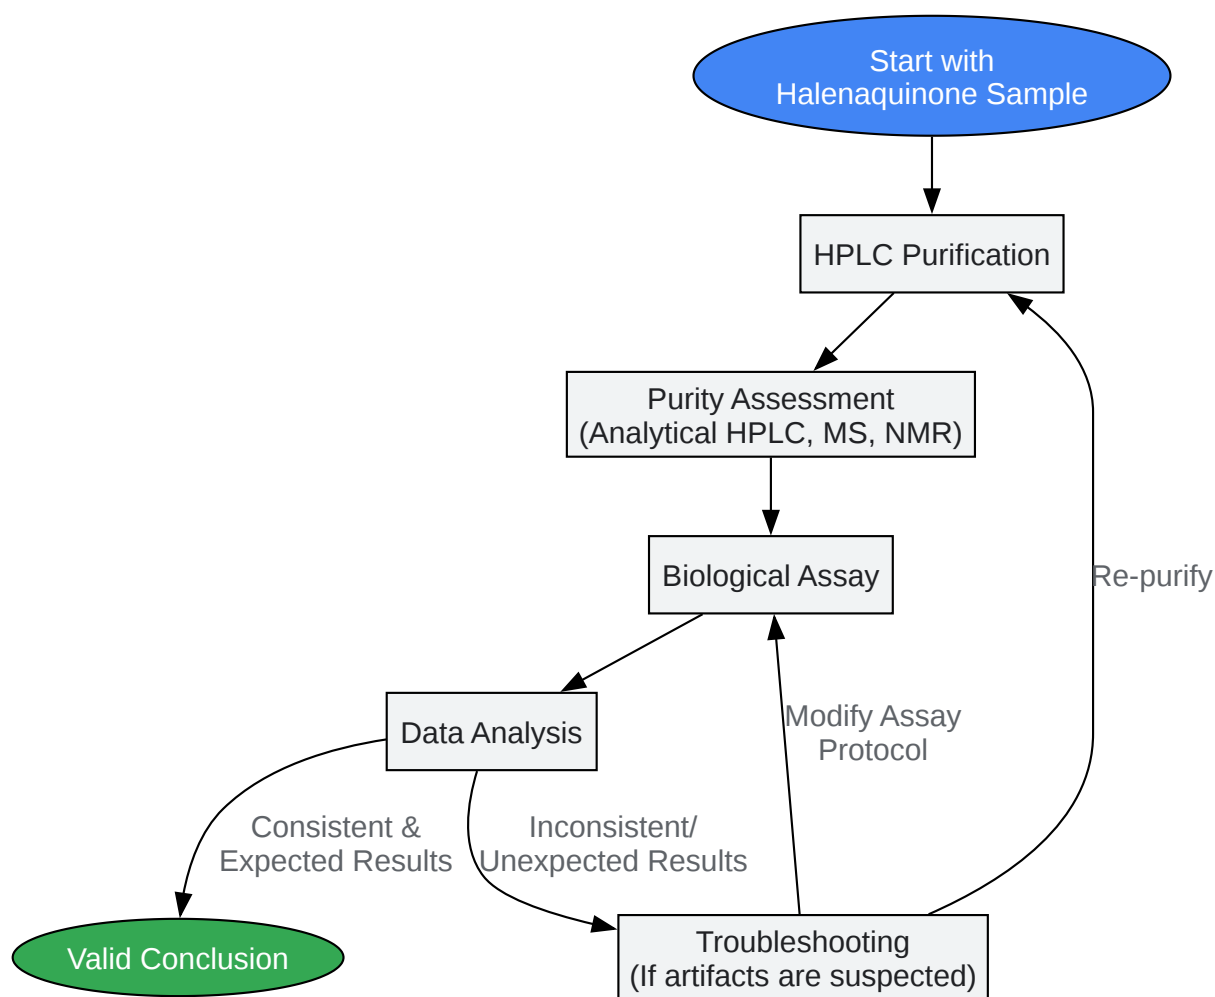 Start with
Halenaquinone Sample
HPLC Purification
Purity Assessment
(Analytical HPLC, MS, NMR)
Biological Assay
Re-purify
Data Analysis
Modify Assay
Protocol
Consistent &
Expected Results
Inconsistent/
Unexpected Results
Valid Conclusion
Troubleshooting
(If artifacts are suspected)